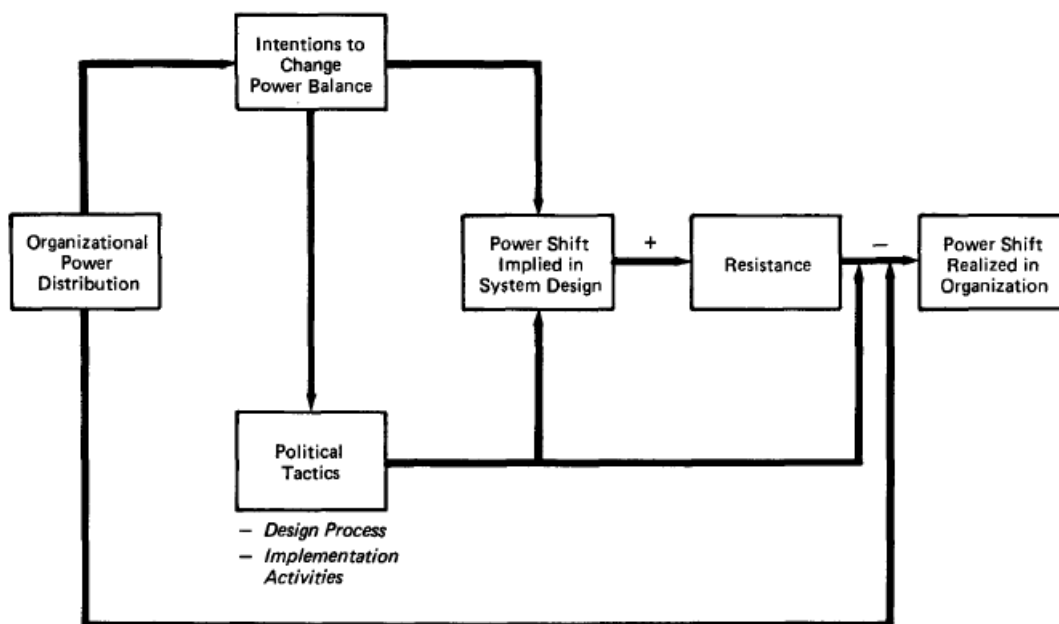 Intentions to
Change
Power Balance
Organizational
Power
Distribution
Power Shift
Implied in
System Design
+
Resistance
−
Power Shift
Realized in
Organization
Political
Tactics
− Design Process
− Implementation
Activities